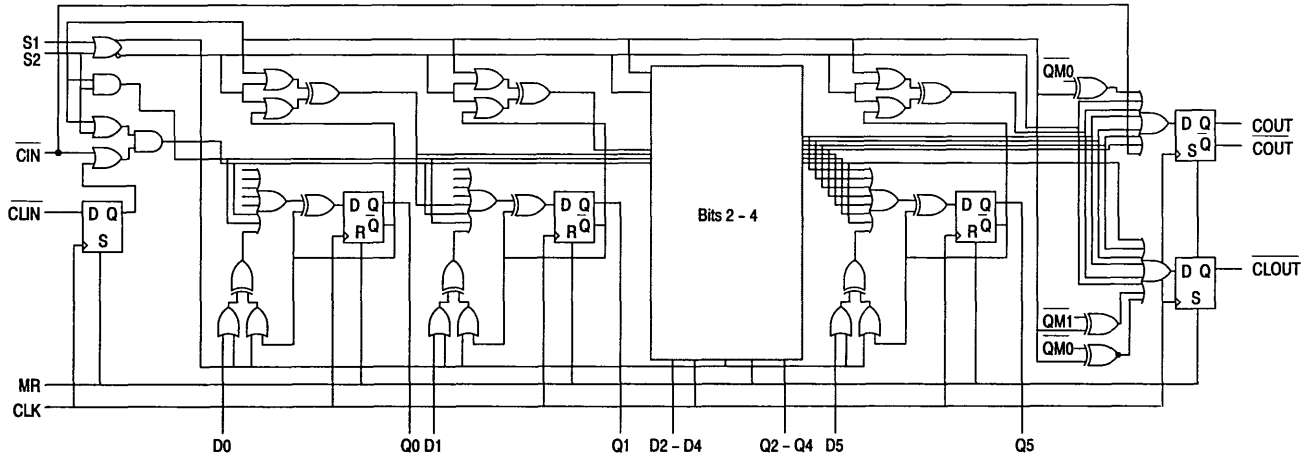 S1
S2
CIN
CLIN
D Q
S
MR
CLK
D0
D Q
Q
R
Q0
D1
D Q
Q
R
Q1
Bits 2 – 4
D2 – D4
Q2 – Q4
D5
D Q
Q
R
Q5
QM0
D Q
Q
S
COUT
COUT
D Q
S
CLOUT
QM1
QM0